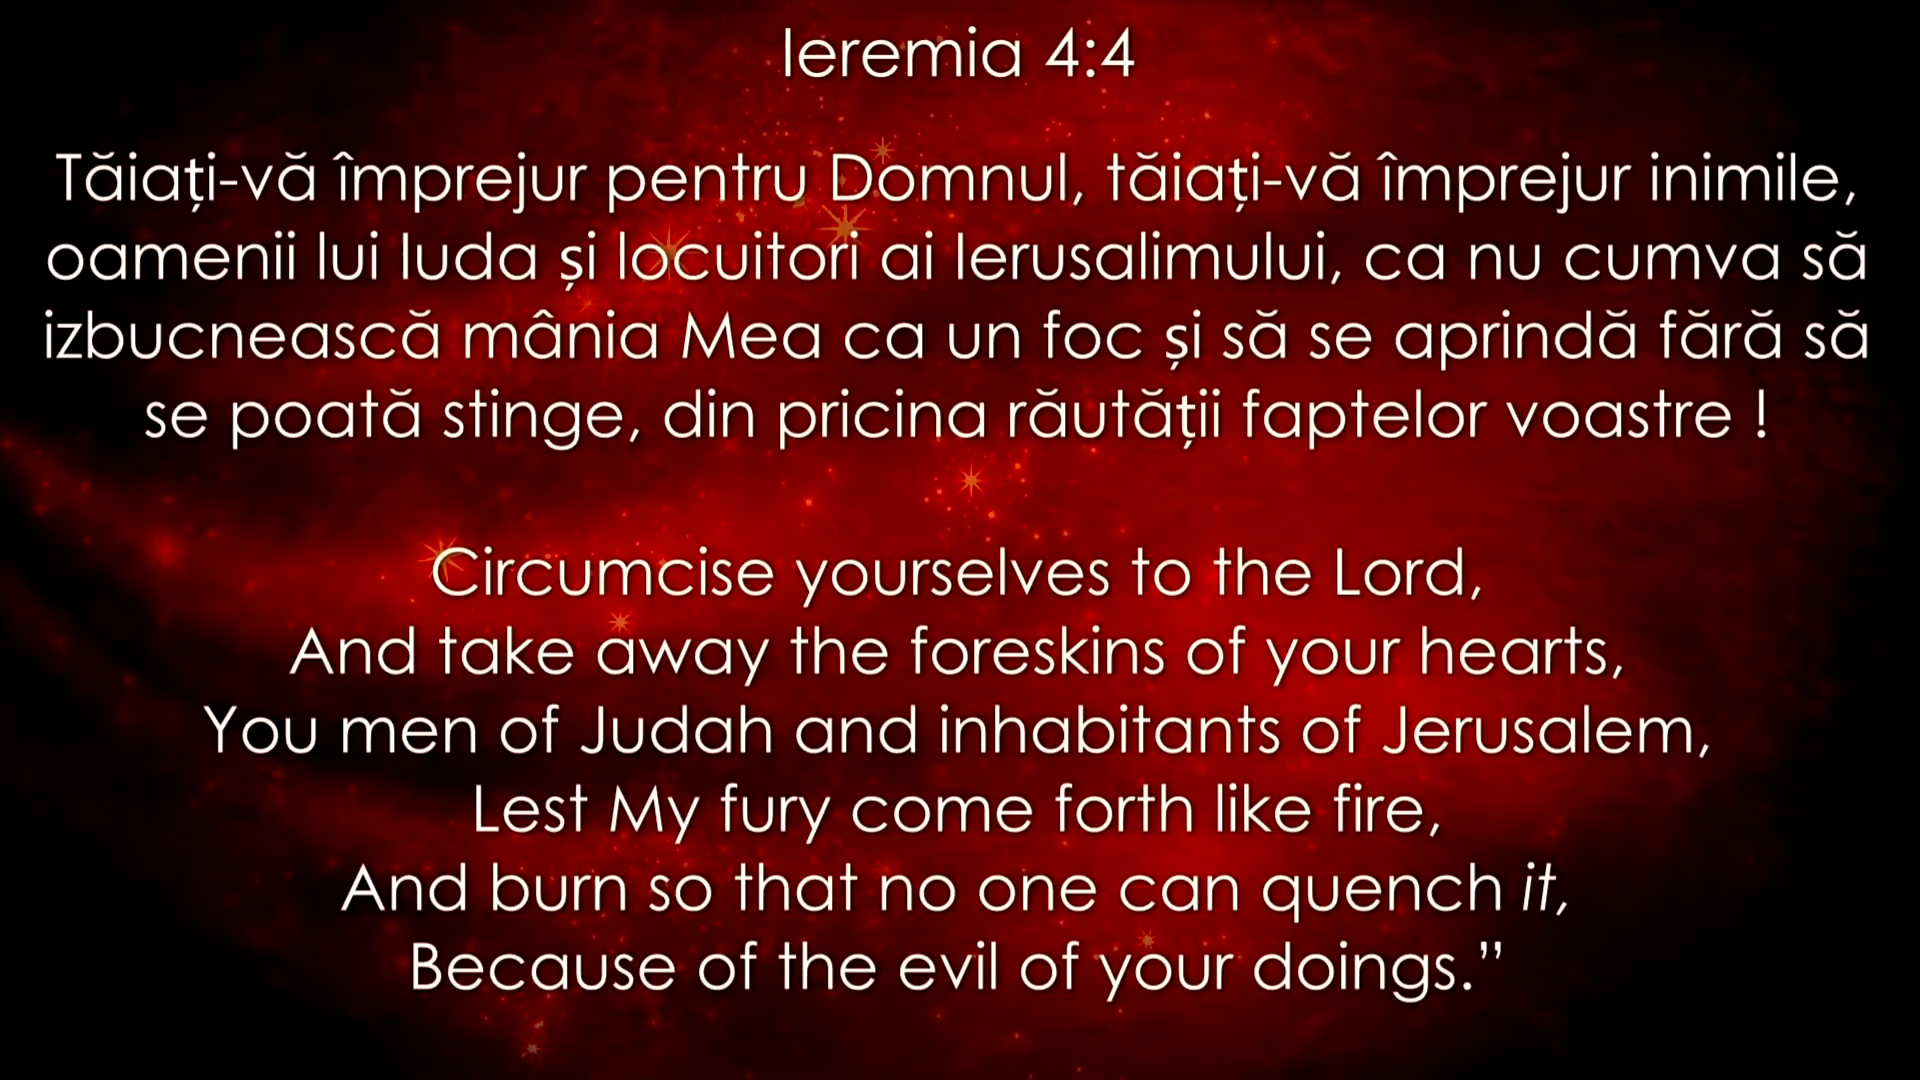 Ieremia 4:4
Tăiați-vă împrejur pentru Domnul, tăiați-vă împrejur inimile,
oamenii lui Iuda și locuitori ai Ierusalimului, ca nu cumva să
izbucnească mânia Mea ca un foc și să se aprindă fără să
se poată stinge, din pricina răutății faptelor voastre !
Circumcise yourselves to the Lord,
And take away the foreskins of your hearts,
You men of Judah and inhabitants of Jerusalem,
Lest My fury come forth like fire,
And burn so that no one can quench it,
Because of the evil of your doings.”